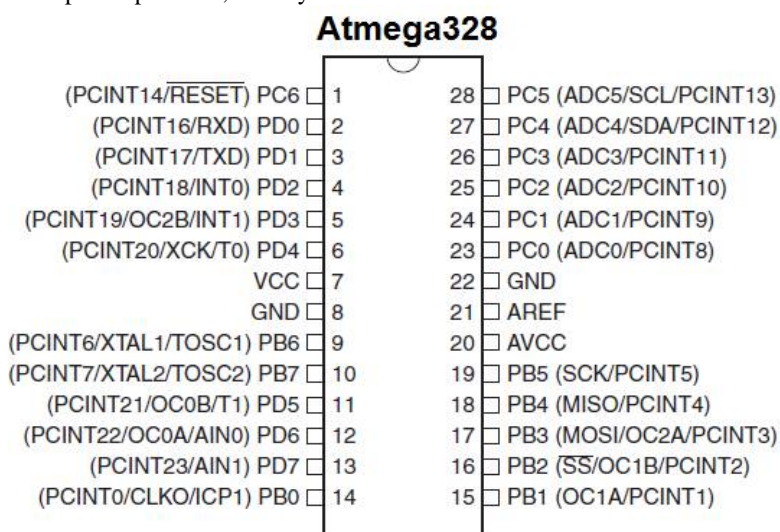 Atmega328
(PCINT14/RESET) PC6 1 28 PC5 (ADC5/SCL/PCINT13)
(PCINT16/RXD) PD0 2 27 PC4 (ADC4/SDA/PCINT12)
(PCINT17/TXD) PD1 3 26 PC3 (ADC3/PCINT11)
(PCINT18/INT0) PD2 4 25 PC2 (ADC2/PCINT10)
(PCINT19/OC2B/INT1) PD3 5 24 PC1 (ADC1/PCINT9)
(PCINT20/XCK/T0) PD4 6 23 PC0 (ADC0/PCINT8)
VCC 7 22 GND
GND 8 21 AREF
(PCINT6/XTAL1/TOSC1) PB6 9 20 AVCC
(PCINT7/XTAL2/TOSC2) PB7 10 19 PB5 (SCK/PCINT5)
(PCINT21/OC0B/T1) PD5 11 18 PB4 (MISO/PCINT4)
(PCINT22/OC0A/AIN0) PD6 12 17 PB3 (MOSI/OC2A/PCINT3)
(PCINT23/AIN1) PD7 13 16 PB2 (SS/OC1B/PCINT2)
(PCINT0/CLKO/ICP1) PB0 14 15 PB1 (OC1A/PCINT1)